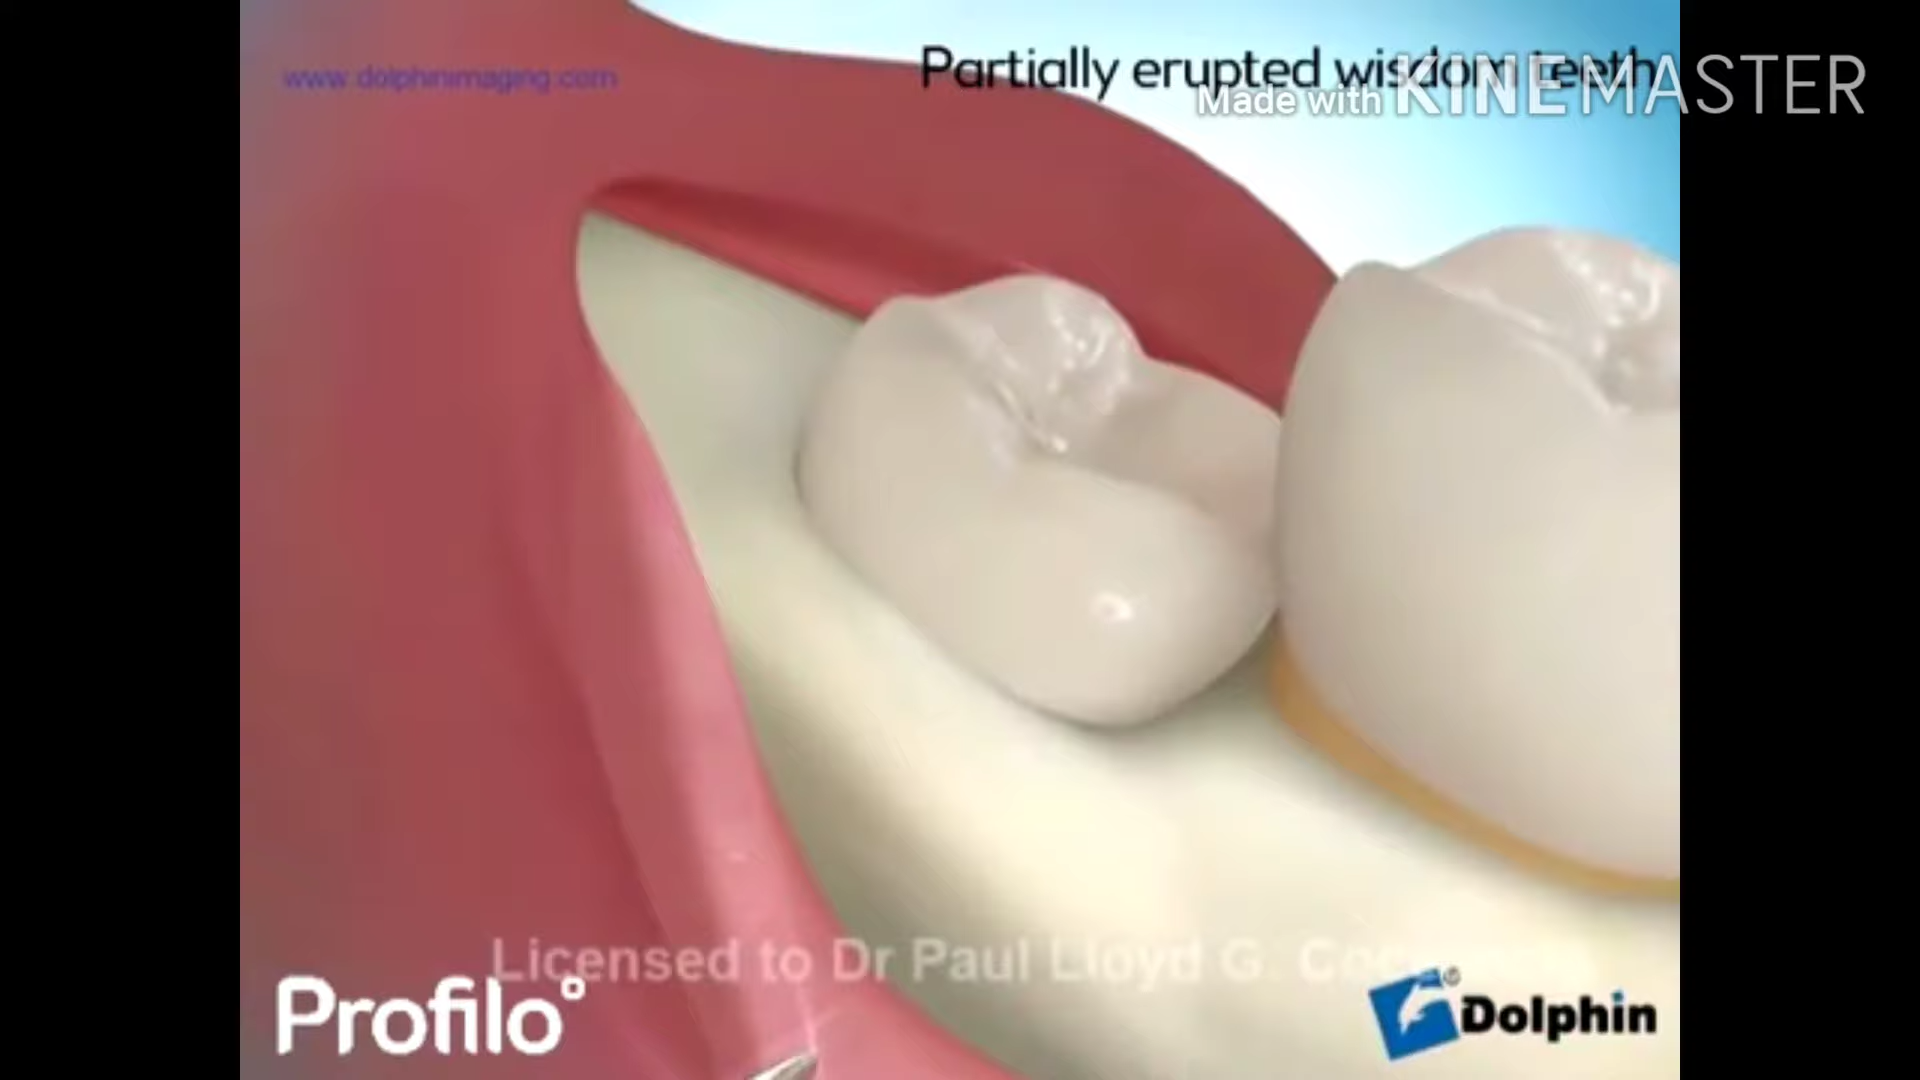 www.dolphinimaging.com
Partially erupted wisdom teeth
Made with KINEMASTER
Licensed to Dr Paul Lloyd G.
Profilo°
Dolphin®